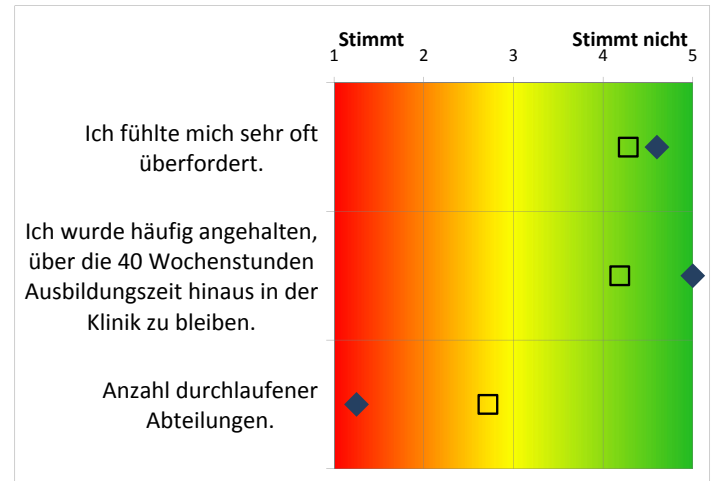 Stimmt Stimmt nicht
1 2 3 4 5
Ich fühlte mich sehr oft
überfordert.
Ich wurde häufig angehalten,
über die 40 Wochenstunden
Ausbildungszeit hinaus in der
Klinik zu bleiben.
Anzahl durchlaufener
Abteilungen.